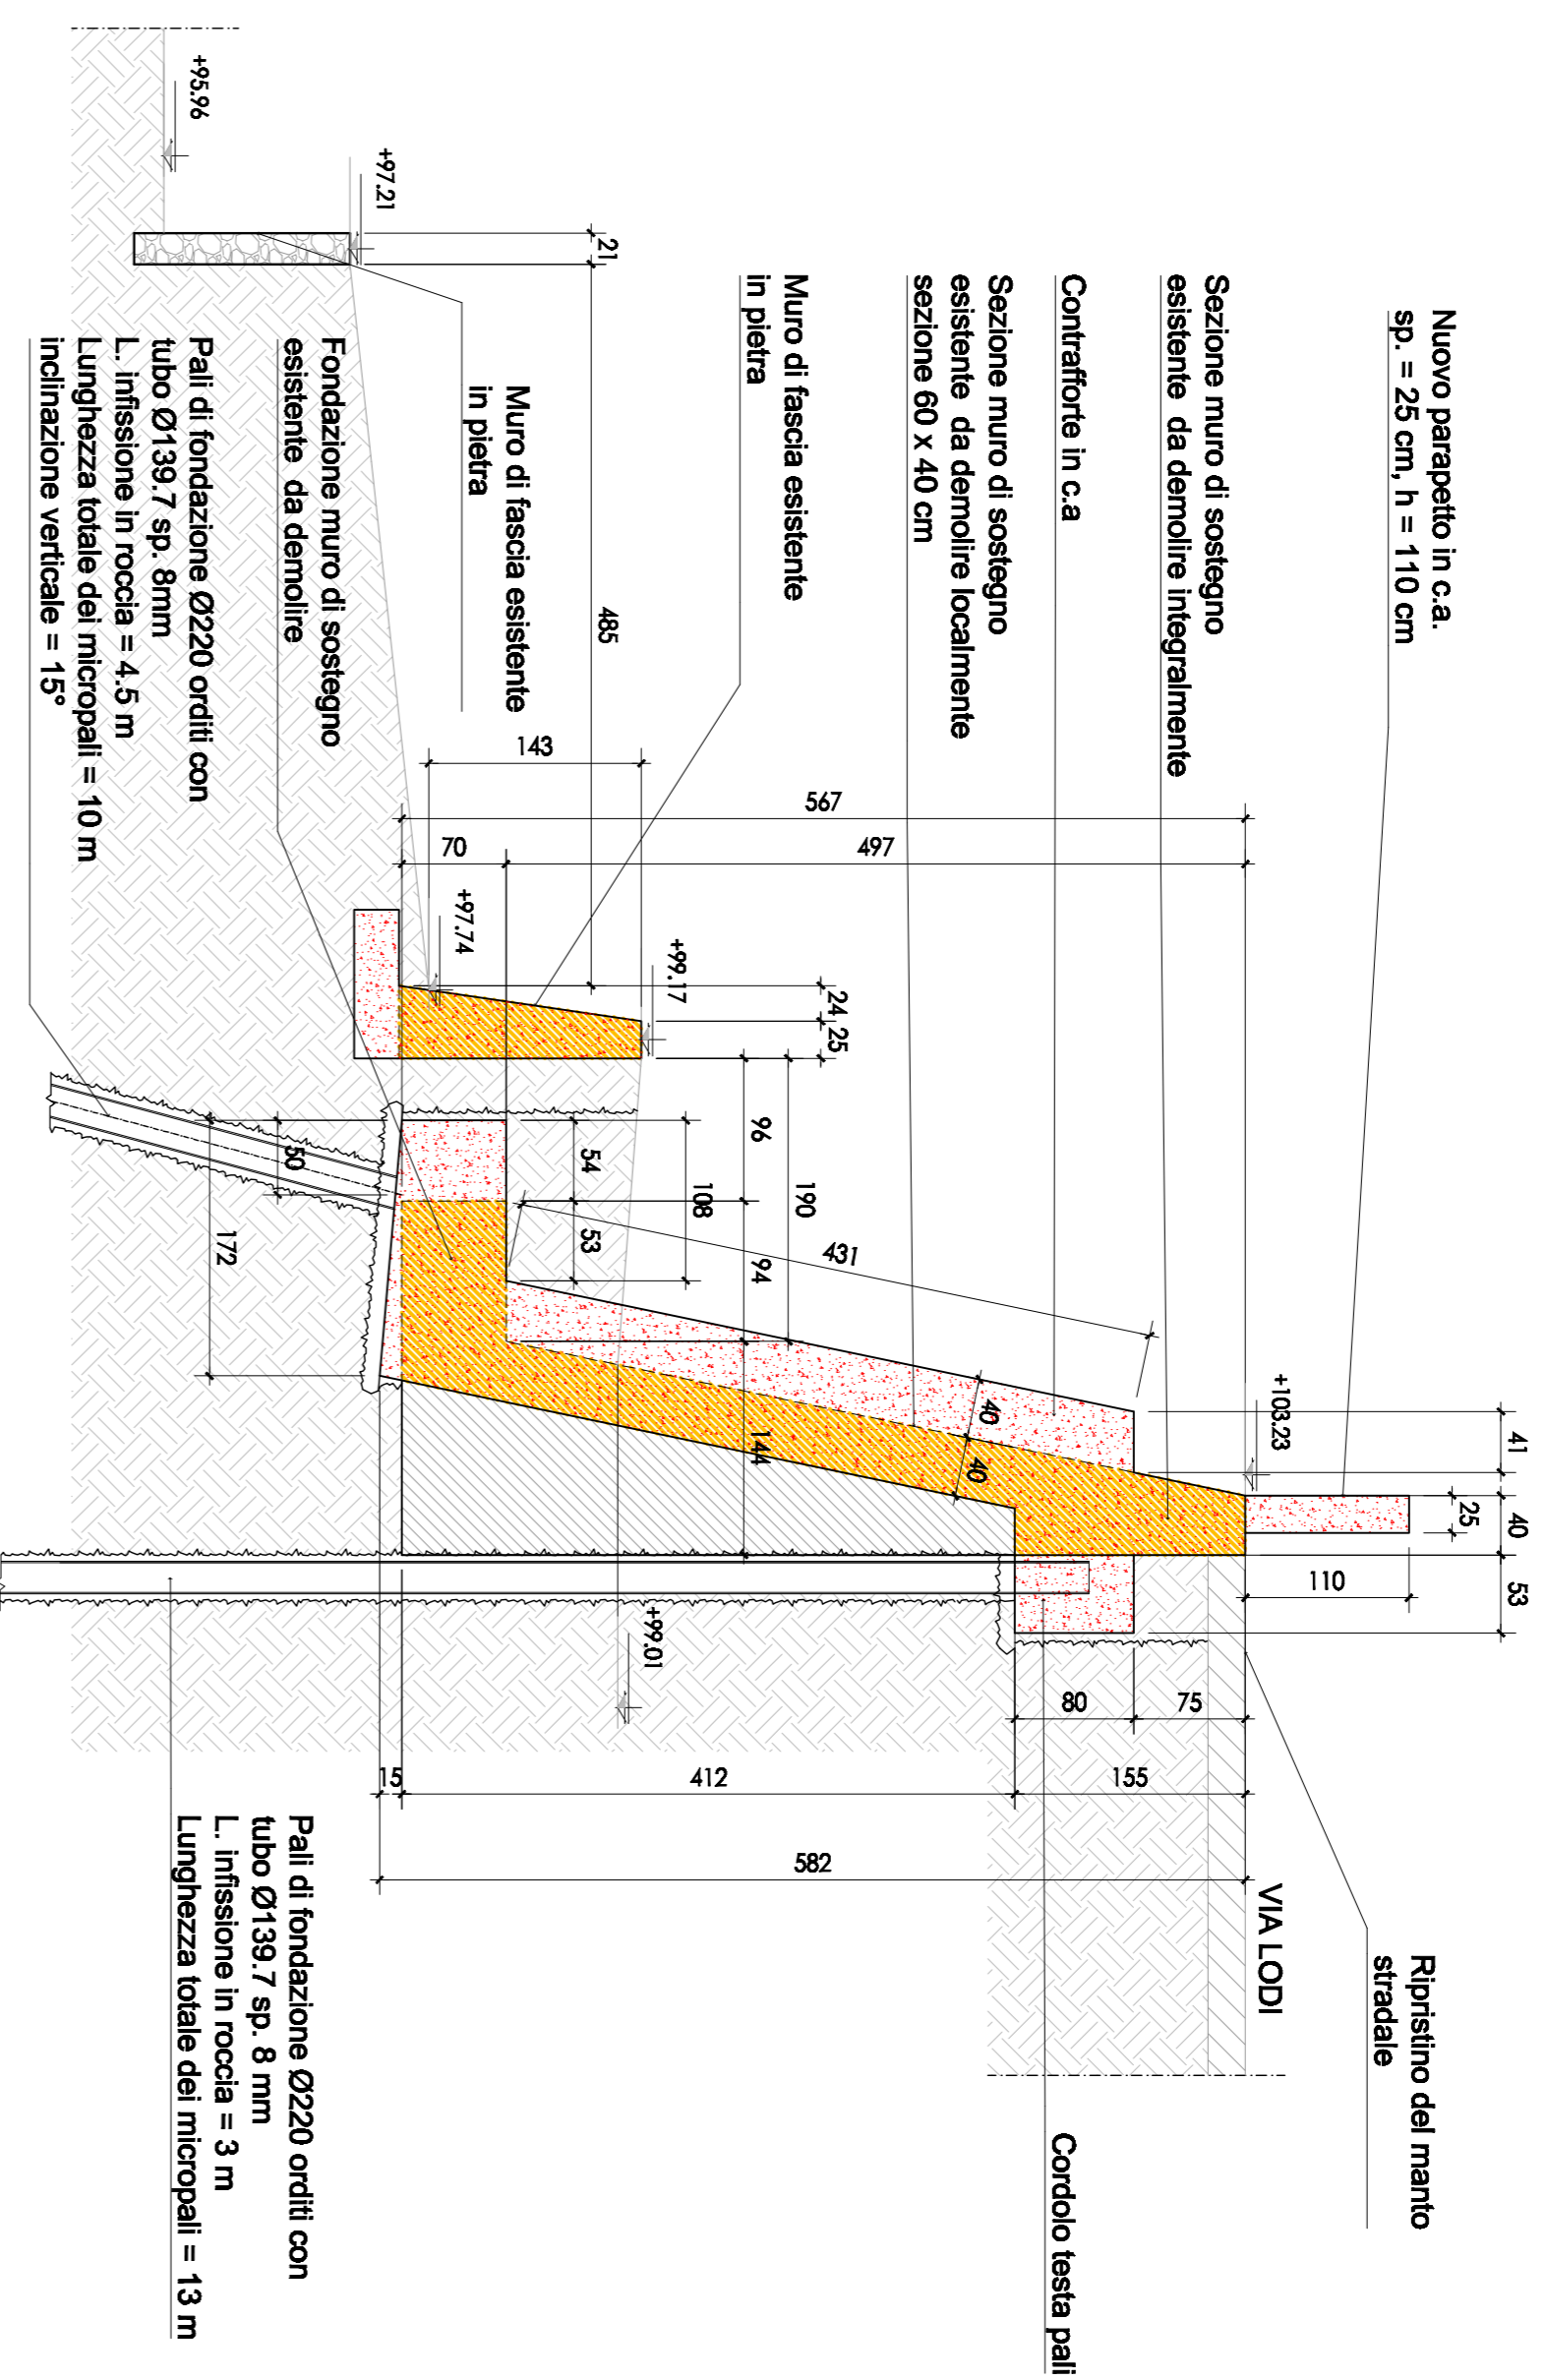 Nuovo parapetto in c.a.
sp. = 25 cm, h = 110 cm
Sezione muro di sostegno
esistente da demolire integralmente
Contrafforte in c.a
Sezione muro di sostegno
esistente da demolire localmente
sezione 60 x 40 cm
Muro di fascia esistente
in pietra
Muro di fascia esistente
in pietra
Fondazione muro di sostegno
esistente da demolire
Pali di fondazione Ø220 orditi con
tubo Ø139.7 sp. 8mm
L. infissione in roccia = 4.5 m
Lunghezza totale dei micropali = 10 m
inclinazione verticale = 15°
Ripristino del manto
stradale
VIA LODI
Cordolo testa pali
Pali di fondazione Ø220 orditi con
tubo Ø139.7 sp. 8 mm
L. infissione in roccia = 3 m
Lunghezza totale dei micropali = 13 m
+95.96
+97.21
+97.74
+99.17
+103.23
+99.01
21
485
143
567
70
497
24
25
96
190
54
108
53
94
431
144
40
40
50
172
41
40
53
25
110
80
75
15
412
155
582